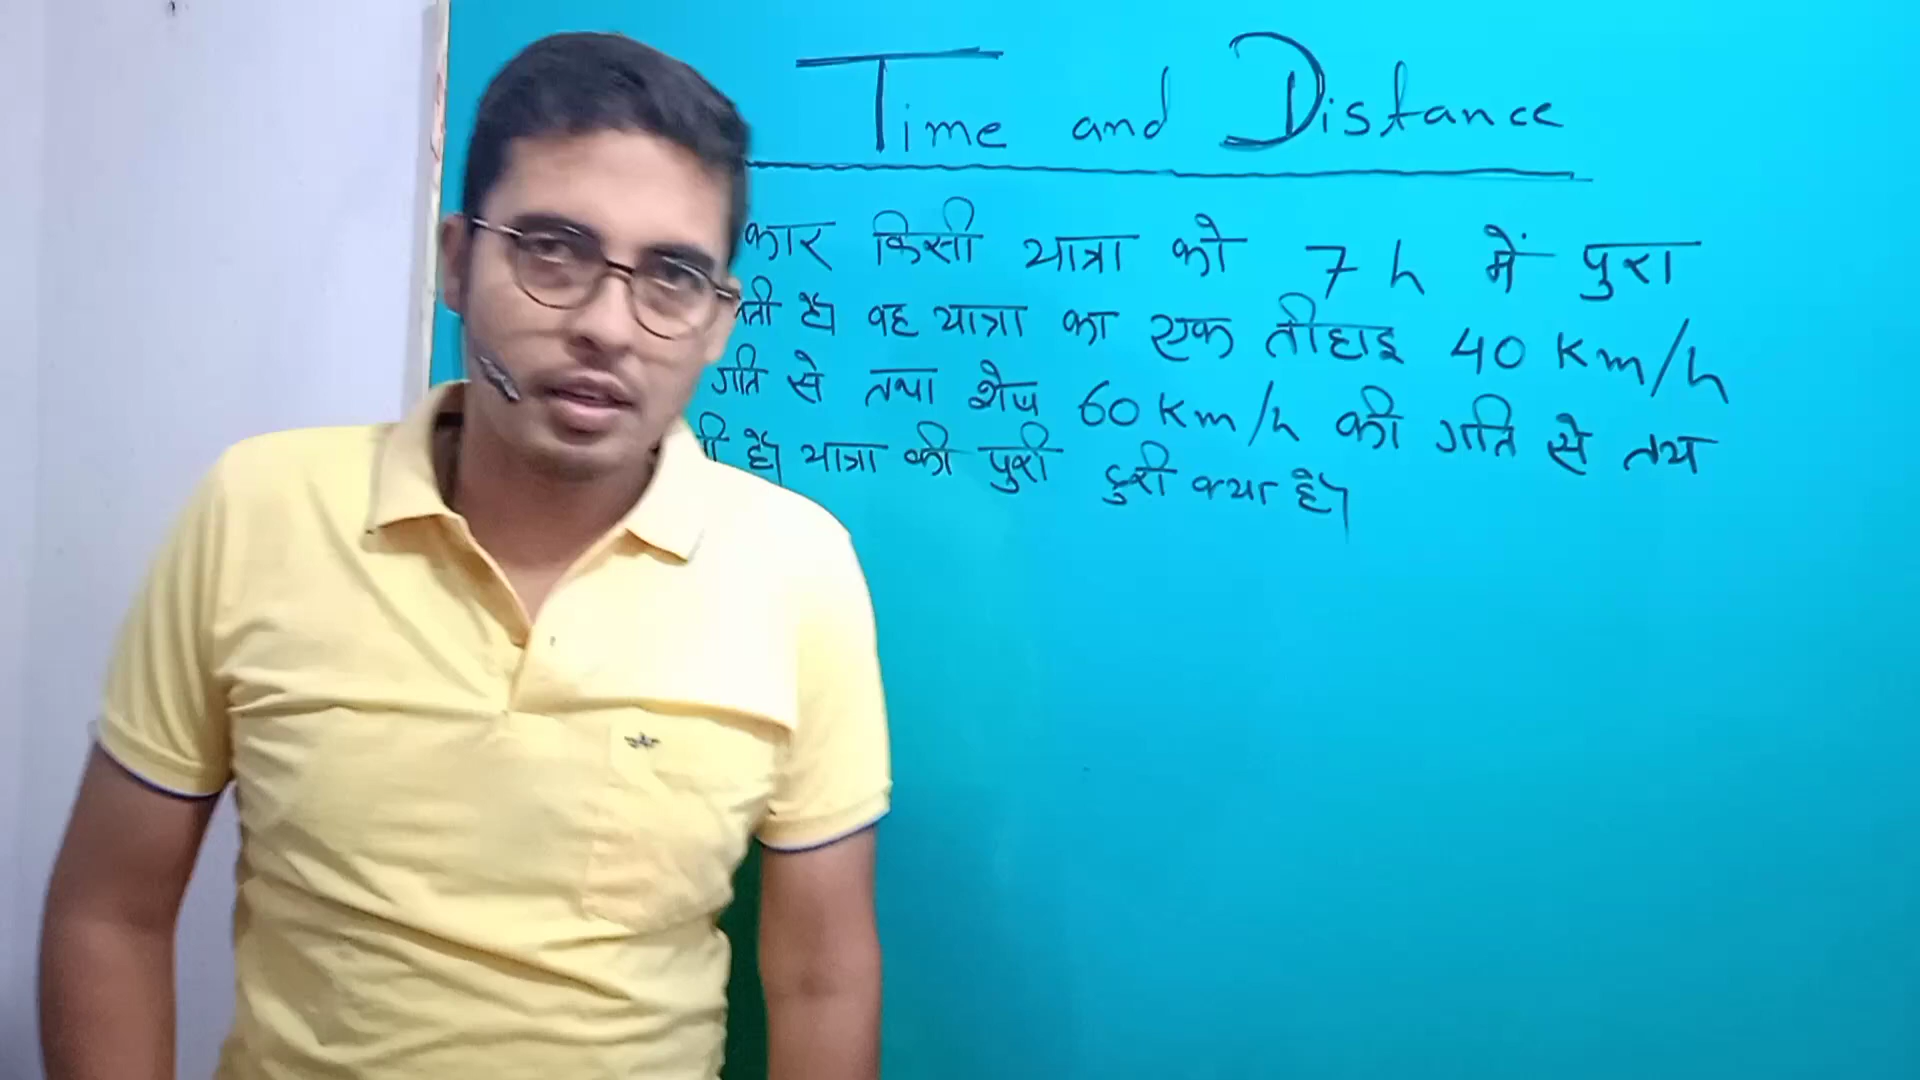 Time and Distance
कार किसी यात्रा को 7 h में पुरा
है। वह यात्रा का एक तीहाइ 40 Km/h
गति से तथा शेष 60 Km/h की गति से तय
है। यात्रा की पुरी दुरी क्या है।